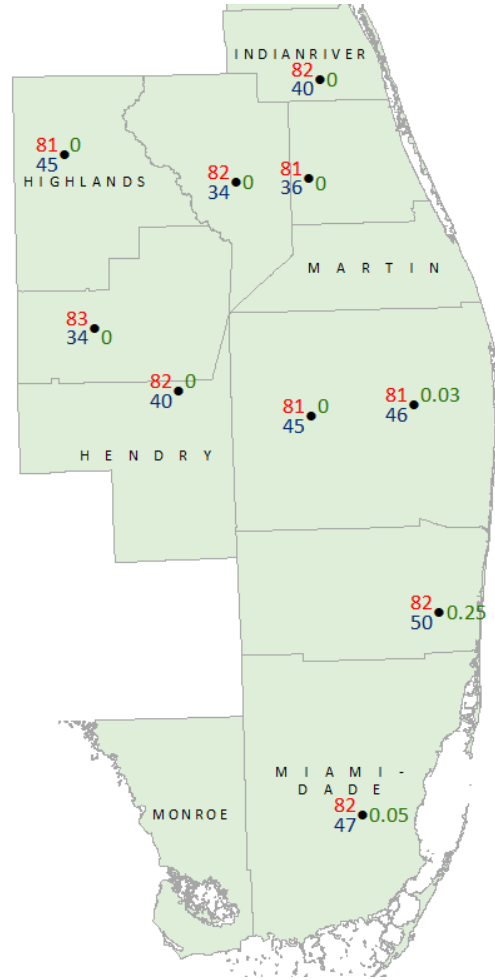 INDIANRIVER
82
40 0
81 0
45
HIGHLANDS
82
34 0
81
36 0
MARTIN
83
34 0
82 0
40
81 0
45
81 0.03
46
HENDRY
82
50 0.25
MIAMI-
DADE
82
47 0.05
MONROE